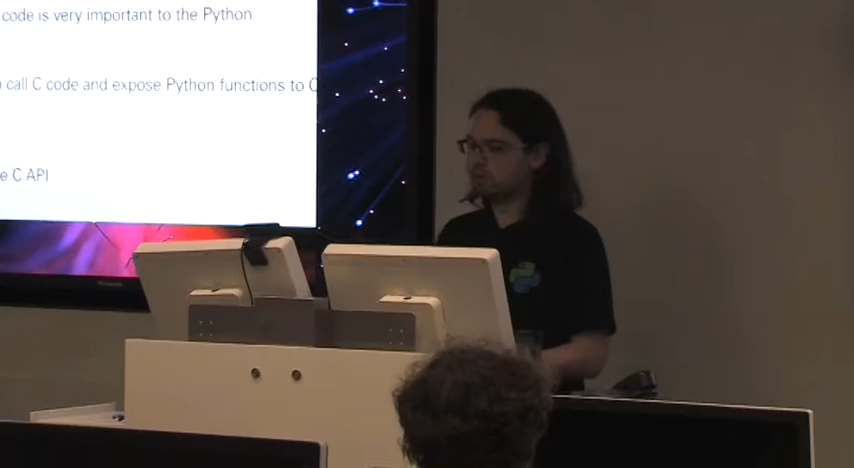 code is very important to the Python
call C code and expose Python functions to C
e C API